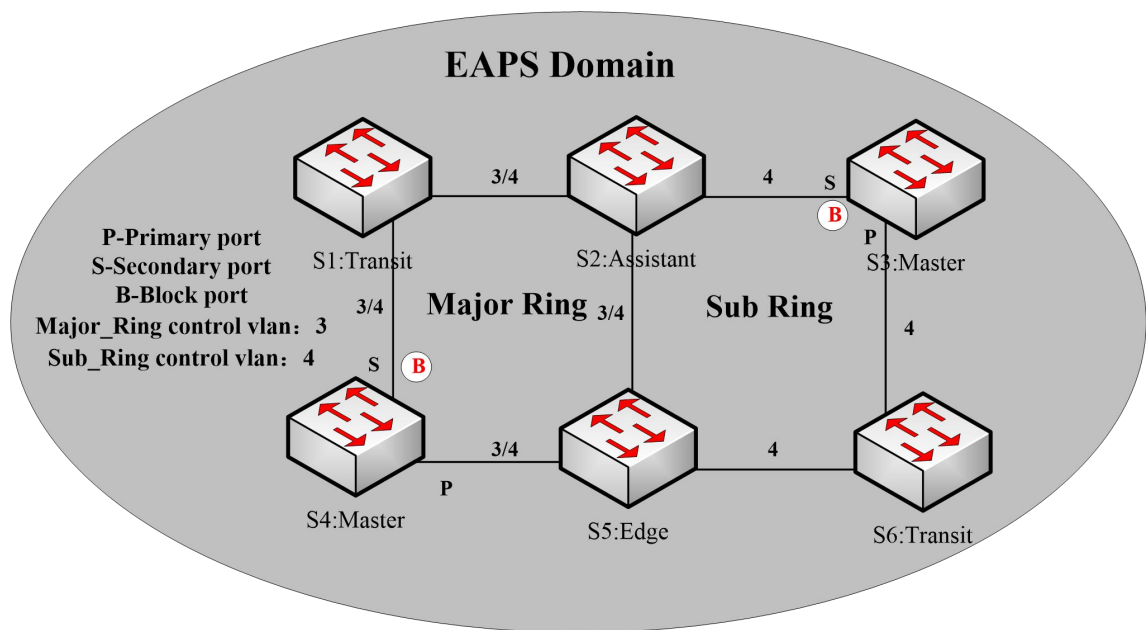 EAPS Domain
3/4
4
S
B
P
S1:Transit
S2:Assistant
S3:Master
P-Primary port
S-Secondary port
B-Block port
Major_Ring control vlan：3
Sub_Ring control vlan：4
3/4
Major Ring
3/4
Sub Ring
4
S
B
3/4
P
4
S4:Master
S5:Edge
S6:Transit